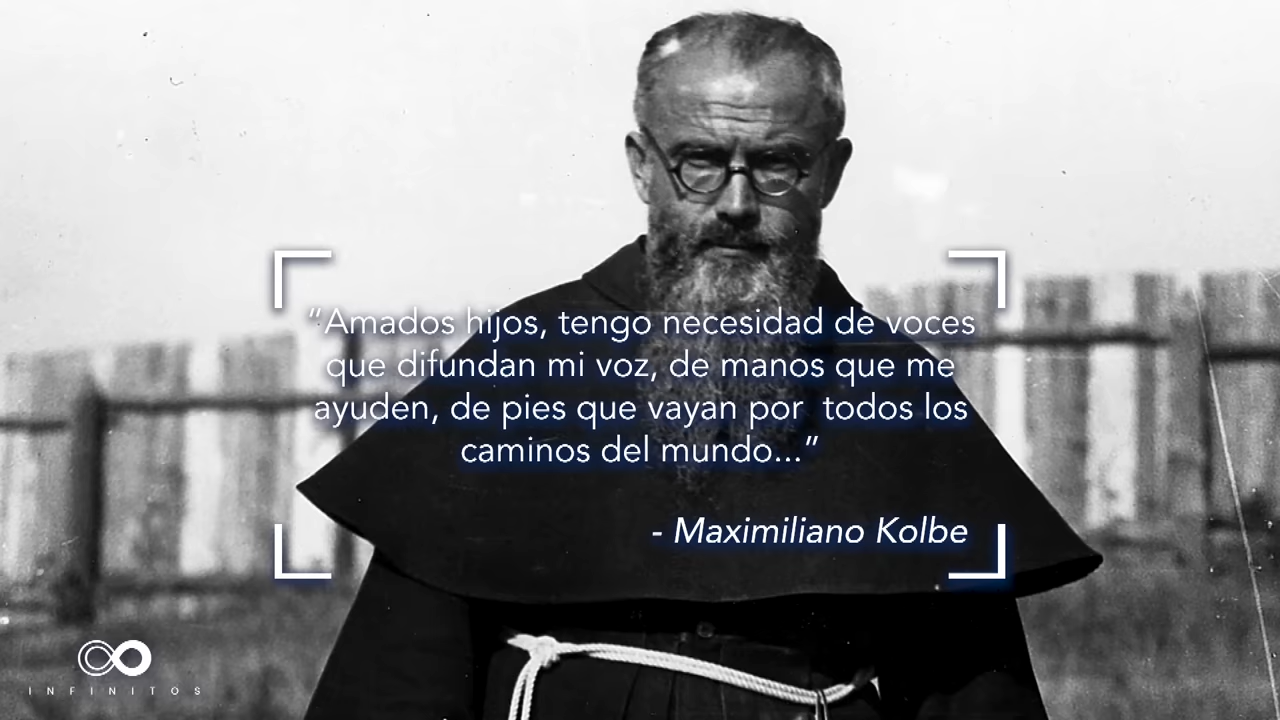 “Amados hijos, tengo necesidad de voces
que difundan mi voz, de manos que me
ayuden, de pies que vayan por todos los
caminos del mundo...”
- Maximiliano Kolbe
INFINITOS